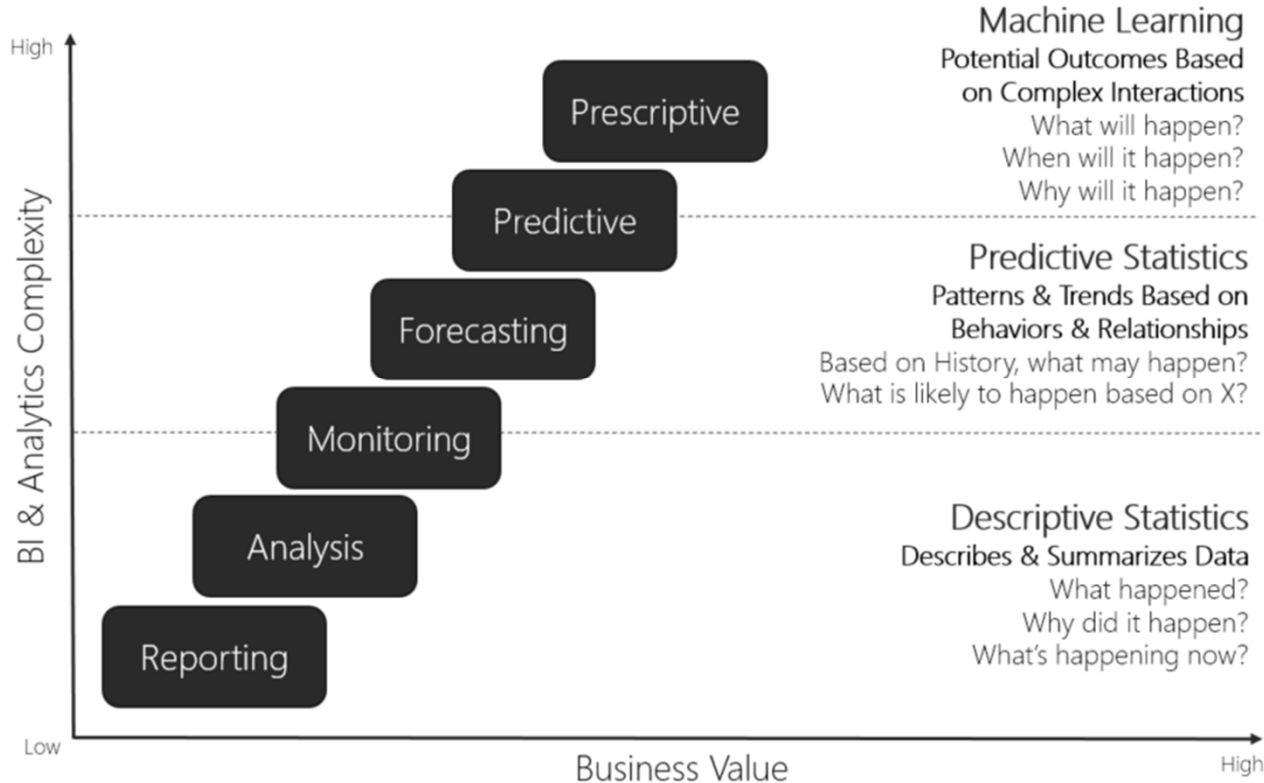 High
Machine Learning
Potential Outcomes Based
on Complex Interactions
What will happen?
When will it happen?
Why will it happen?
Prescriptive
Predictive
Predictive Statistics
Patterns & Trends Based on
Behaviors & Relationships
Based on History, what may happen?
What is likely to happen based on X?
Forecasting
Monitoring
BI & Analytics Complexity
Descriptive Statistics
Describes & Summarizes Data
What happened?
Why did it happen?
What's happening now?
Analysis
Reporting
Low
Business Value
High